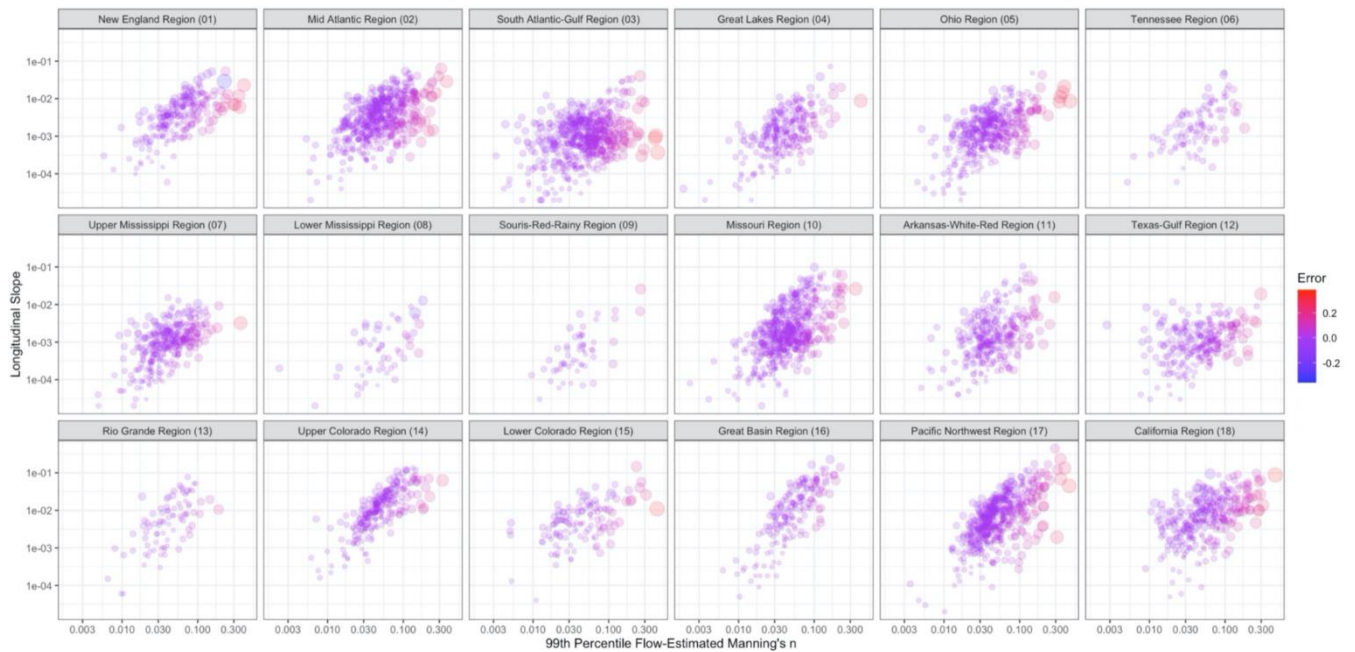 New England Region (01)
Mid Atlantic Region (02)
South Atlantic-Gulf Region (03)
Great Lakes Region (04)
Ohio Region (05)
Tennessee Region (06)
1e-01
1e-02
1e-03
1e-04
Upper Mississippi Region (07)
Lower Mississippi Region (08)
Souris-Red-Rainy Region (09)
Missouri Region (10)
Arkansas-White-Red Region (11)
Texas-Gulf Region (12)
Longitudinal Slope
1e-01
1e-02
1e-03
1e-04
Error
0.2
0.0
-0.2
Rio Grande Region (13)
Upper Colorado Region (14)
Lower Colorado Region (15)
Great Basin Region (16)
Pacific Northwest Region (17)
California Region (18)
1e-01
1e-02
1e-03
1e-04
0.003 0.010 0.030 0.100 0.300
0.003 0.010 0.030 0.100 0.300
0.003 0.010 0.030 0.100 0.300
0.003 0.010 0.030 0.100 0.300
0.003 0.010 0.030 0.100 0.300
0.003 0.010 0.030 0.100 0.300
99th Percentile Flow-Estimated Manning's n